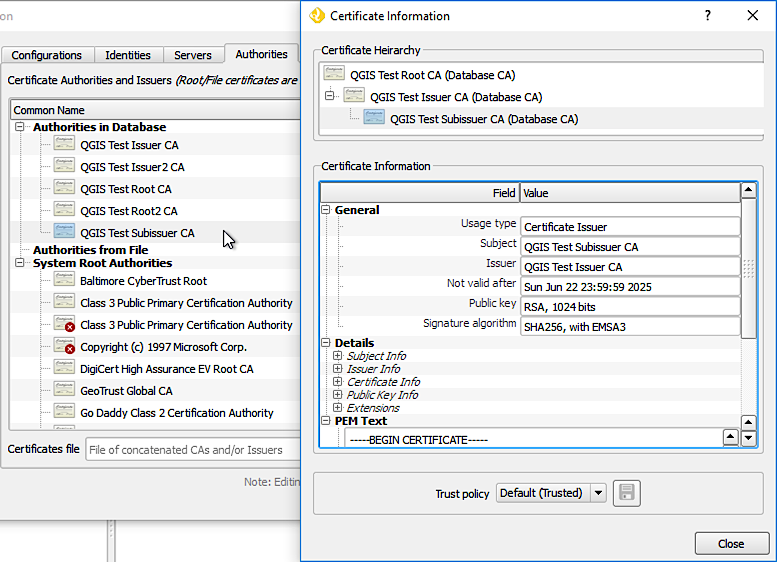 on
Configurations Identities Servers Authorities
Certificate Authorities and Issuers (Root/File certificates are
Common Name
Authorities in Database
QGIS Test Issuer CA
QGIS Test Issuer2 CA
QGIS Test Root CA
QGIS Test Root2 CA
QGIS Test Subissuer CA
Authorities from File
System Root Authorities
Baltimore CyberTrust Root
Class 3 Public Primary Certification Authority
Class 3 Public Primary Certification Authority
Copyright (c) 1997 Microsoft Corp.
DigiCert High Assurance EV Root CA
GeoTrust Global CA
Go Daddy Class 2 Certification Authority
Certificates file File of concatenated CAs and/or Issuers
Note: Editin
Certificate Information
?
Certificate Heirarchy
QGIS Test Root CA (Database CA)
QGIS Test Issuer CA (Database CA)
QGIS Test Subissuer CA (Database CA)
Certificate Information
Field Value
General
Usage type Certificate Issuer
Subject QGIS Test Subissuer CA
Issuer QGIS Test Issuer CA
Not valid after Sun Jun 22 23:59:59 2025
Public key RSA, 1024 bits
Signature algorithm SHA256, with EMSA3
Details
Subject Info
Issuer Info
Certificate Info
Public Key Info
Extensions
PEM Text
-----BEGIN CERTIFICATE-----
Trust policy Default (Trusted)
Close